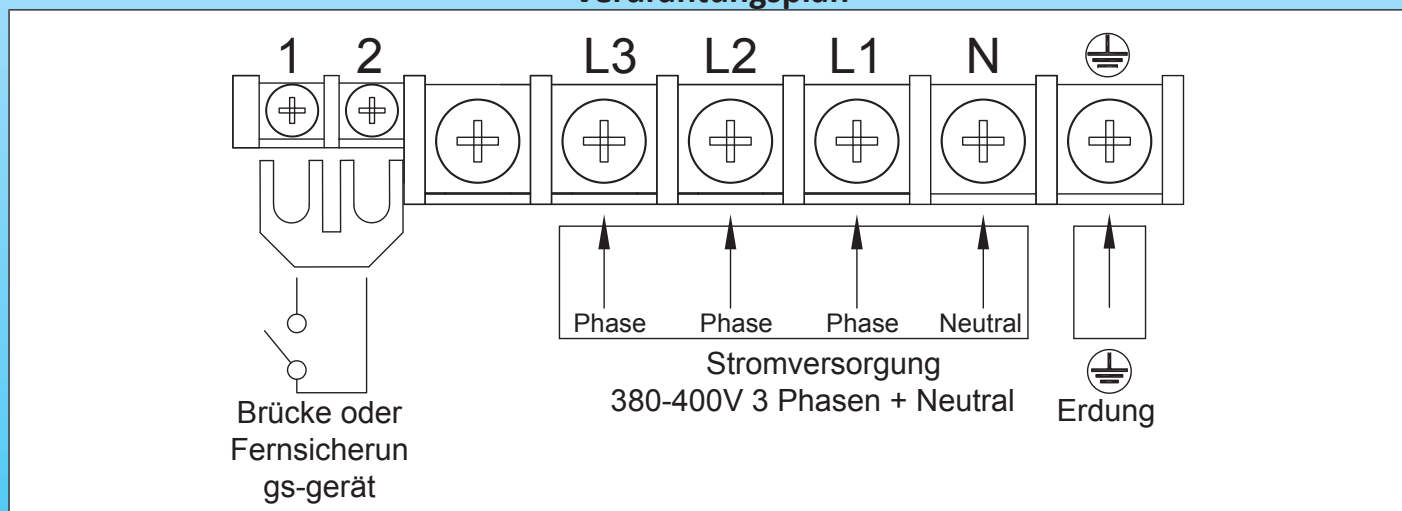 Verdrahtungsplan
1 2 L3 L2 L1 N
Phase Phase Phase Neutral
Stromversorgung
380-400V 3 Phasen + Neutral
Erdung
Brücke oder
Fernsicherun
gs-gerät